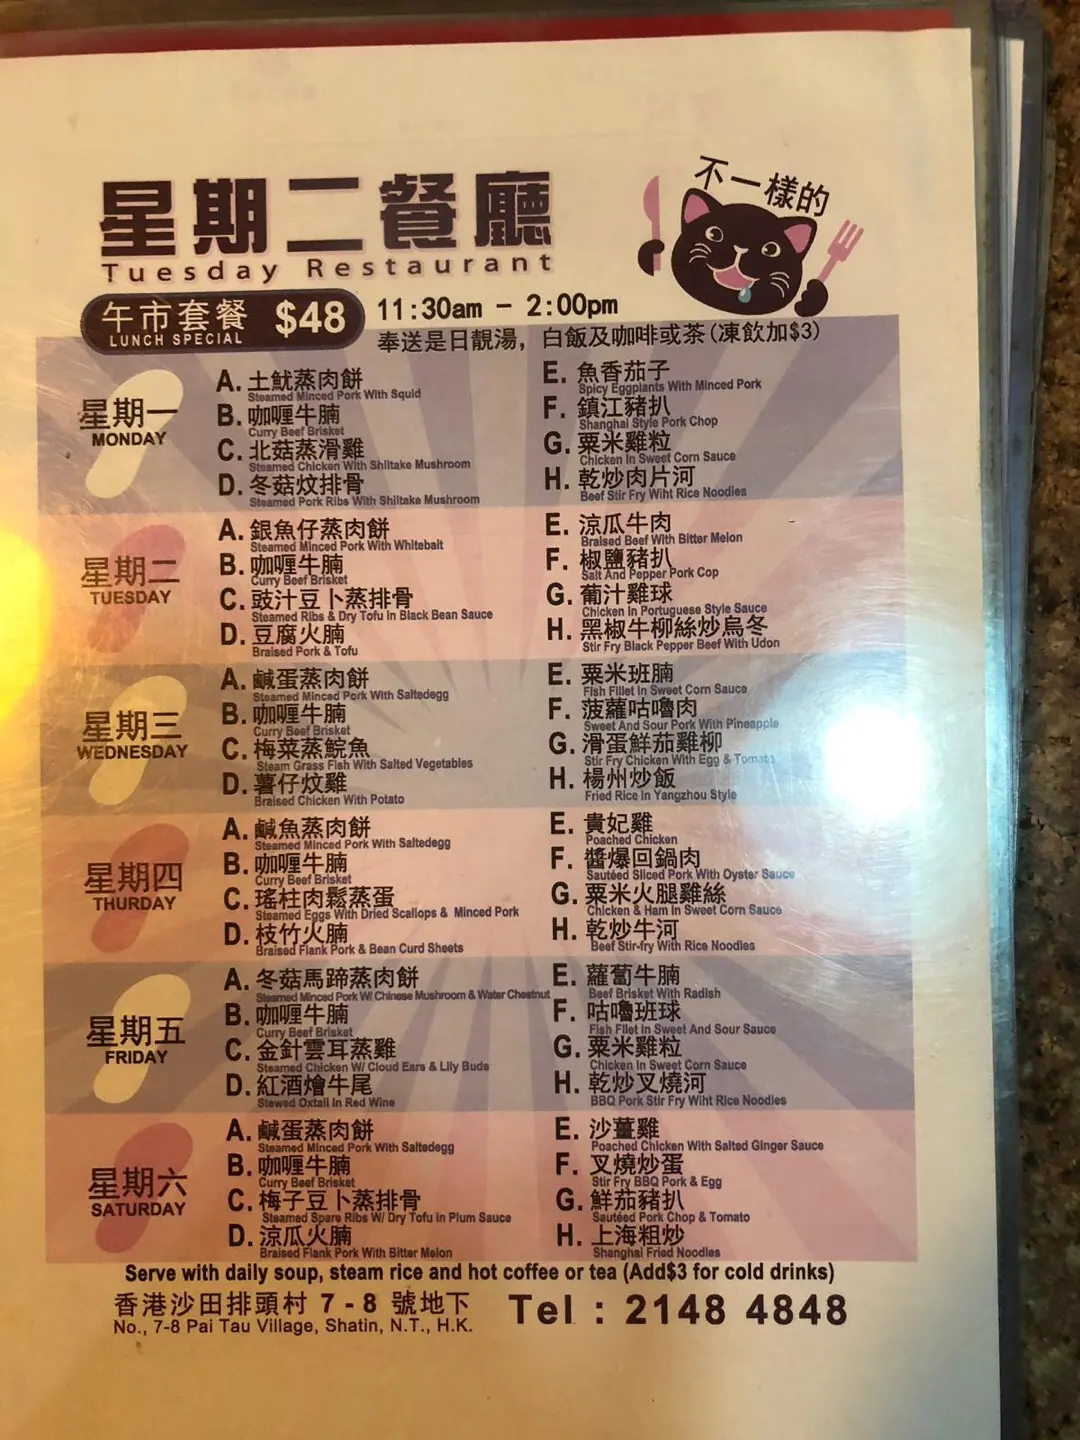 不一樣的
星期二餐廳
Tuesday Restaurant
午市套餐 $48
LUNCH SPECIAL
11:30am - 2:00pm
奉送是日靚湯，白飯及咖啡或茶(凍飲加$3)
星期一
MONDAY
A. 土魷蒸肉餅
Steamed Minced Pork With Squid
B. 咖喱牛腩
Curry Beef Brisket
C. 北菇蒸滑雞
Steamed Chicken With Shiitake Mushroom
D. 冬菇炆排骨
Steamed Pork Ribs With Shiitake Mushroom
E. 魚香茄子
Spicy Eggplants With Minced Pork
F. 鎮江豬扒
Shanghai Style Pork Chop
G. 粟米雞粒
Chicken In Sweet Corn Sauce
H. 乾炒肉片河
Beef Stir Fry Wiht Rice Noodles
星期二
TUESDAY
A. 銀魚仔蒸肉餅
Steamed Minced Pork With Whitebait
B. 咖喱牛腩
Curry Beef Brisket
C. 豉汁豆卜蒸排骨
Steamed Ribs & Dry Tofu In Black Bean Sauce
D. 豆腐火腩
Braised Pork & Tofu
E. 涼瓜牛肉
Braised Beef With Bitter Melon
F. 椒鹽豬扒
Salt And Pepper Pork Cop
G. 葡汁雞球
Chicken In Portuguese Style Sauce
H. 黑椒牛柳絲炒烏冬
Stir Fry Black Pepper Beef With Udon
星期三
WEDNESDAY
A. 鹹蛋蒸肉餅
Steamed Minced Pork With Saltedegg
B. 咖喱牛腩
Curry Beef Brisket
C. 梅菜蒸鯇魚
Steam Grass Fish With Salted Vegetables
D. 薯仔炆雞
Braised Chicken With Potato
E. 粟米班腩
Fish Fillet In Sweet Corn Sauce
F. 菠蘿咕嚕肉
Sweet And Sour Pork With Pineapple
G. 滑蛋鮮茄雞柳
Stir Fry Chicken With Egg & Tomato
H. 楊州炒飯
Fried Rice In Yangzhou Style
星期四
THURDAY
A. 鹹魚蒸肉餅
Steamed Minced Pork With Saltedegg
B. 咖喱牛腩
Curry Beef Brisket
C. 瑤柱肉鬆蒸蛋
Steamed Eggs With Dried Scallops & Minced Pork
D. 枝竹火腩
Braised Flank Pork & Bean Curd Sheets
E. 貴妃雞
Poached Chicken
F. 醬爆回鍋肉
Sautéed Sliced Pork With Oyster Sauce
G. 粟米火腿雞絲
Chicken & Ham In Sweet Corn Sauce
H. 乾炒牛河
Beef Stir-fry With Rice Noodles
星期五
FRIDAY
A. 冬菇馬蹄蒸肉餅
Steamed Minced Pork W/ Chinese Mushroom & Water Chestnut
B. 咖喱牛腩
Curry Beef Brisket
C. 金針雲耳蒸雞
Steamed Chicken W/ Cloud Ears & Lily Buds
D. 紅酒燴牛尾
Stewed Oxtail In Red Wine
E. 蘿蔔牛腩
Beef Brisket With Radish
F. 咕嚕班球
Fish Filet In Sweet And Sour Sauce
G. 粟米雞粒
Chicken In Sweet Corn Sauce
H. 乾炒叉燒河
BBQ Pork Stir Fry Wiht Rice Noodles
星期六
SATURDAY
A. 鹹蛋蒸肉餅
Steamed Minced Pork With Saltedegg
B. 咖喱牛腩
Curry Beef Brisket
C. 梅子豆卜蒸排骨
Steamed Spare Ribs W/ Dry Tofu In Plum Sauce
D. 涼瓜火腩
Braised Flank Pork With Bitter Melon
E. 沙薑雞
Poached Chicken With Salted Ginger Sauce
F. 叉燒炒蛋
Stir Fry BBQ Pork & Egg
G. 鮮茄豬扒
Sautéed Pork Chop & Tomato
H. 上海粗炒
Shanghai Fried Noodles
Serve with daily soup, steam rice and hot coffee or tea (Add$3 for cold drinks)
香港沙田排頭村 7 - 8 號地下
No., 7-8 Pai Tau Village, Shatin, N.T., H.K.
Tel : 2148 4848